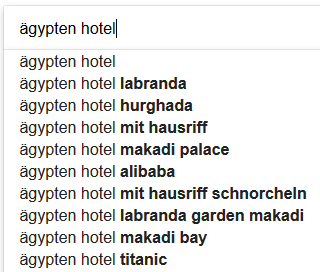 ägypten hotel
ägypten hotel
ägypten hotel labranda
ägypten hotel hurghada
ägypten hotel mit hausriff
ägypten hotel makadi palace
ägypten hotel alibaba
ägypten hotel mit hausriff schnorcheln
ägypten hotel labranda garden makadi
ägypten hotel makadi bay
ägypten hotel titanic